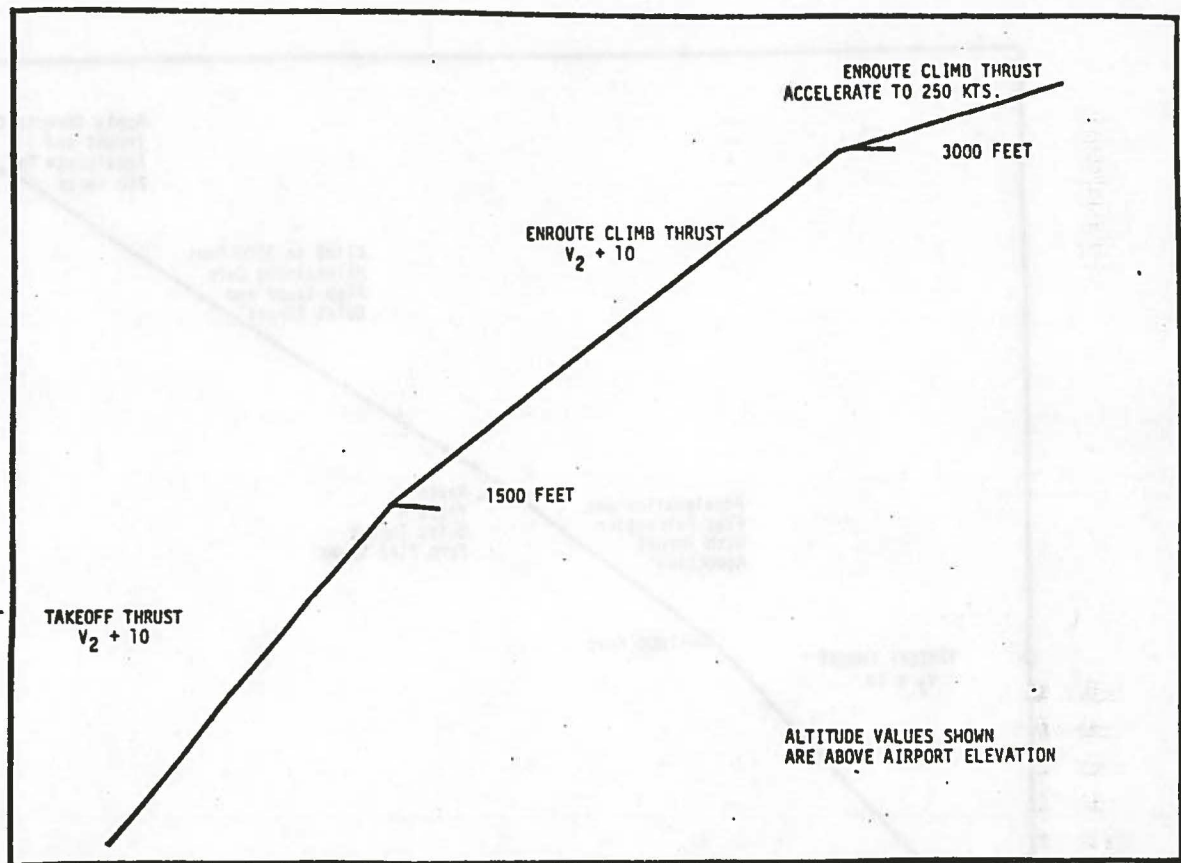 ENROUTE CLIMB THRUST
ACCELERATE TO 250 KTS.
3000 FEET
ENROUTE CLIMB THRUST
V₂ + 10
1500 FEET
TAKEOFF THRUST
V₂ + 10
ALTITUDE VALUES SHOWN
ARE ABOVE AIRPORT ELEVATION